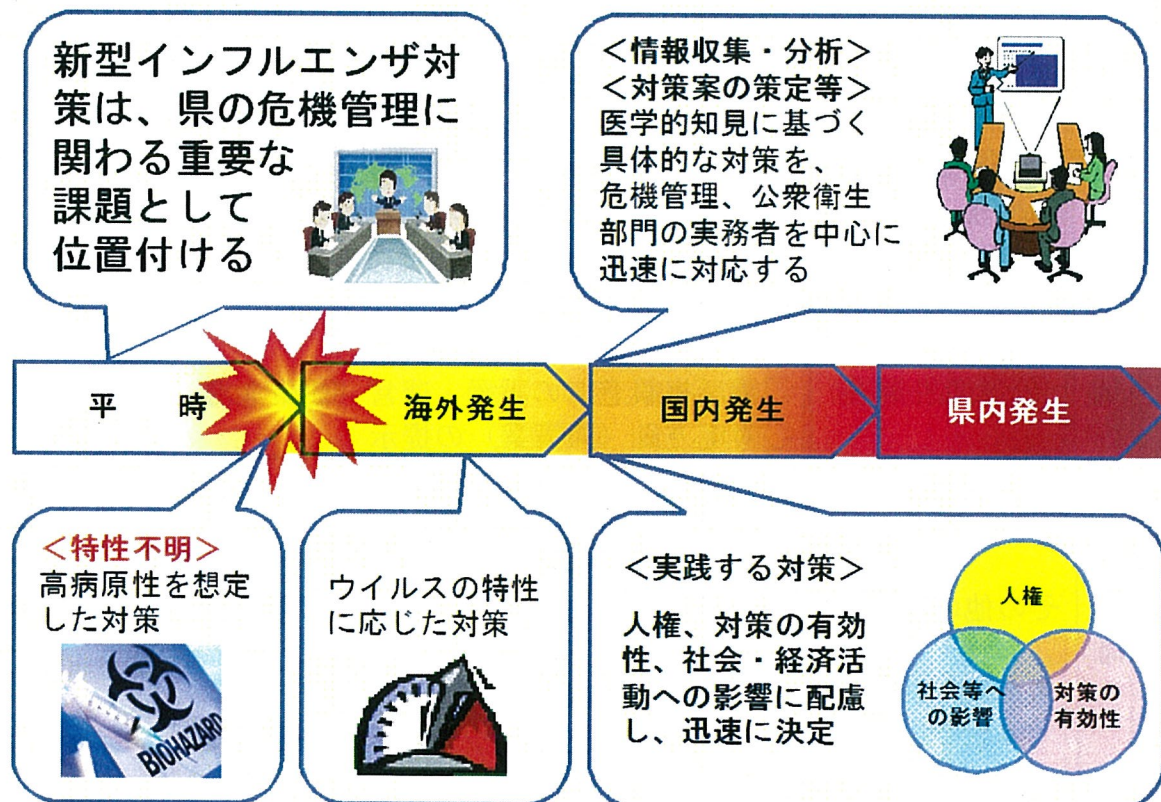 新型インフルエンザ対
策は、県の危機管理に
関わる重要な
課題として
位置付ける
＜情報収集・分析＞
＜対策案の策定等＞
医学的知見に基づく
具体的な対策を、
危機管理、公衆衛生
部門の実務者を中心に
迅速に対応する
平　時
海外発生
国内発生
県内発生
＜特性不明＞
高病原性を想定
した対策
BIOHAZARD
ウイルスの特性
に応じた対策
＜実践する対策＞
人権、対策の有効
性、社会・経済活
動への影響に配慮
し、迅速に決定
人権
社会等へ
の影響
対策の
有効性